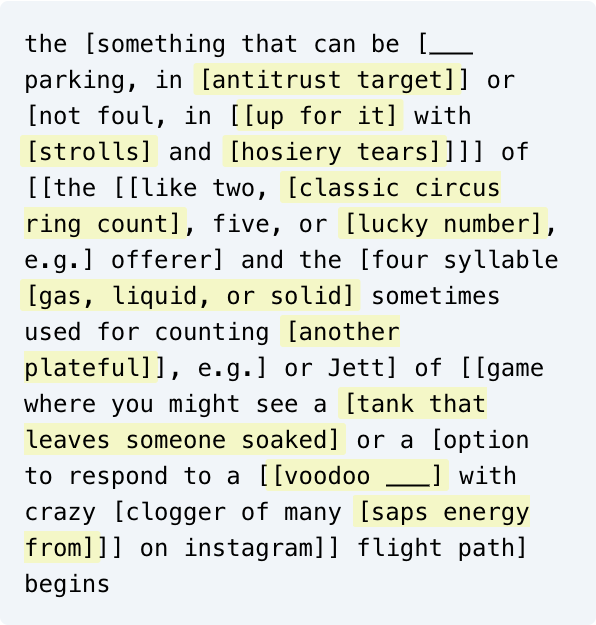 the [something that can be [___
parking, in [antitrust target]] or
[not foul, in [[up for it] with
[strolls] and [hosiery tears]]]] of
[[the [[like two, [classic circus
ring count], five, or [lucky number],
e.g.] offerer] and the [four syllable
[gas, liquid, or solid] sometimes
used for counting [another
plateful]], e.g.] or Jett] of [[game
where you might see a [tank that
leaves someone soaked] or a [option
to respond to a [[voodoo ___] with
crazy [clogger of many [saps energy
from]]] on instagram]] flight path]
begins